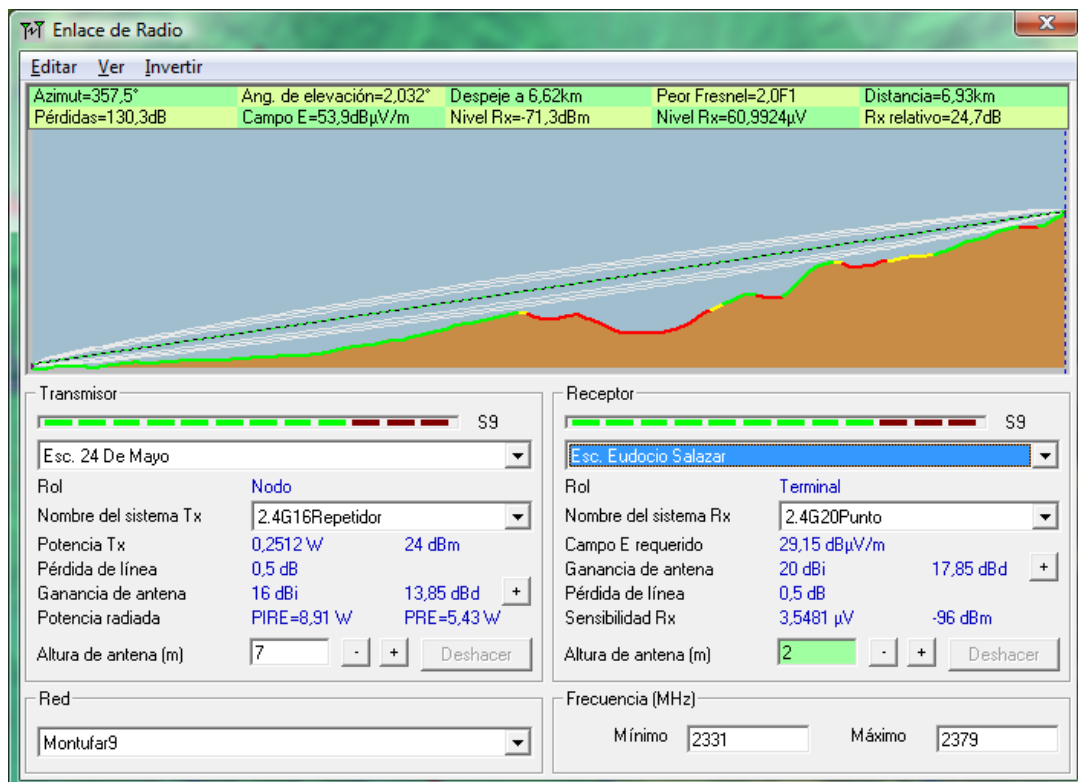 Enlace de Radio
Editar Ver Invertir
Azimut=357,5° Ang. de elevación=2,032° Despeje a 6,62km Peor Fresnel=2,0F1 Distancia=6,93km
Pérdidas=130,3dB Campo E=53,9dBµV/m Nivel Rx=-71,3dBm Nivel Rx=60,9924µV Rx relativo=24,7dB
Transmisor
S9
Esc. 24 De Mayo
Rol Nodo
Nombre del sistema Tx 2.4G16Repetidor
Potencia Tx 0,2512 W 24 dBm
Pérdida de línea 0,5 dB
Ganancia de antena 16 dBi 13,85 dBd +
Potencia radiada PIRE=8,91 W PRE=5,43 W
Altura de antena (m) 7 - + Deshacer
Red
Montufar9
Receptor
S9
Esc. Eudocio Salazar
Rol Terminal
Nombre del sistema Rx 2.4G20Punto
Campo E requerido 29,15 dBµV/m
Ganancia de antena 20 dBi 17,85 dBd +
Pérdida de línea 0,5 dB
Sensibilidad Rx 3,5481 µV -96 dBm
Altura de antena (m) 2 - + Deshacer
Frecuencia (MHz)
Mínimo 2331 Máximo 2379